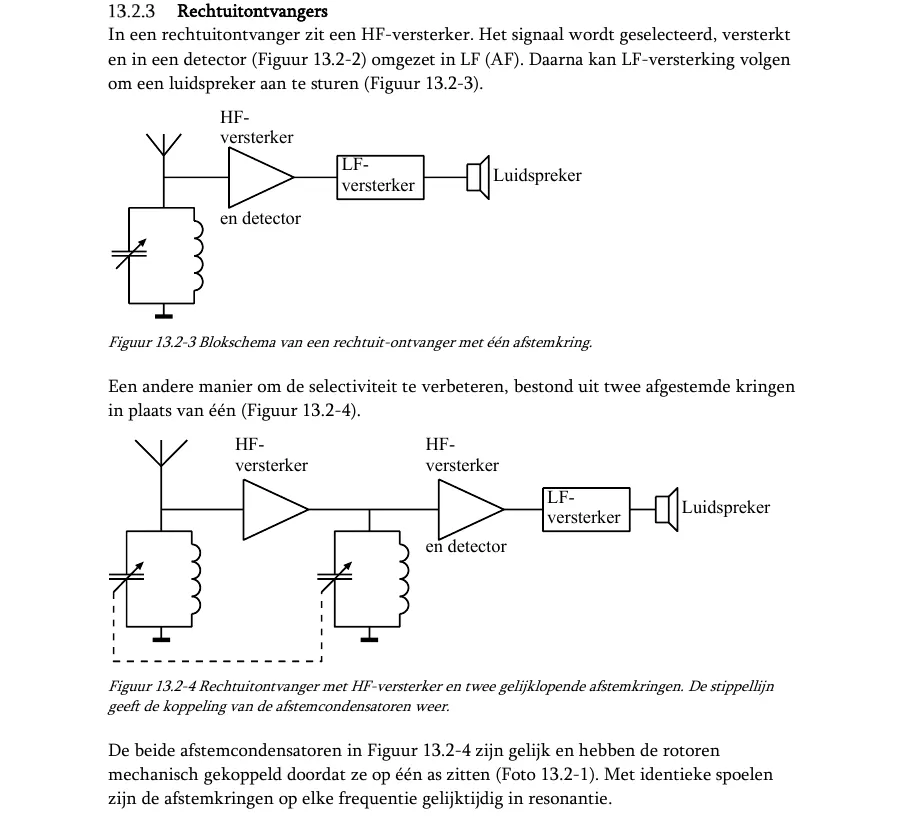 13.2.3 Rechtuitontvangers
In een rechtuitontvanger zit een HF-versterker. Het signaal wordt geselecteerd, versterkt
en in een detector (Figuur 13.2-2) omgezet in LF (AF). Daarna kan LF-versterking volgen
om een luidspreker aan te sturen (Figuur 13.2-3).
HF-
versterker
LF-
versterker
Luidspreker
en detector
Figuur 13.2-3 Blokschema van een rechtuit-ontvanger met één afstemkring.
Een andere manier om de selectiviteit te verbeteren, bestond uit twee afgestemde kringen
in plaats van één (Figuur 13.2-4).
HF-
versterker
HF-
versterker
LF-
versterker
Luidspreker
en detector
Figuur 13.2-4 Rechtuitontvanger met HF-versterker en twee gelijklopende afstemkringen. De stippellijn
geeft de koppeling van de afstemcondensatoren weer.
De beide afstemcondensatoren in Figuur 13.2-4 zijn gelijk en hebben de rotoren
mechanisch gekoppeld doordat ze op één as zitten (Foto 13.2-1). Met identieke spoelen
zijn de afstemkringen op elke frequentie gelijktijdig in resonantie.